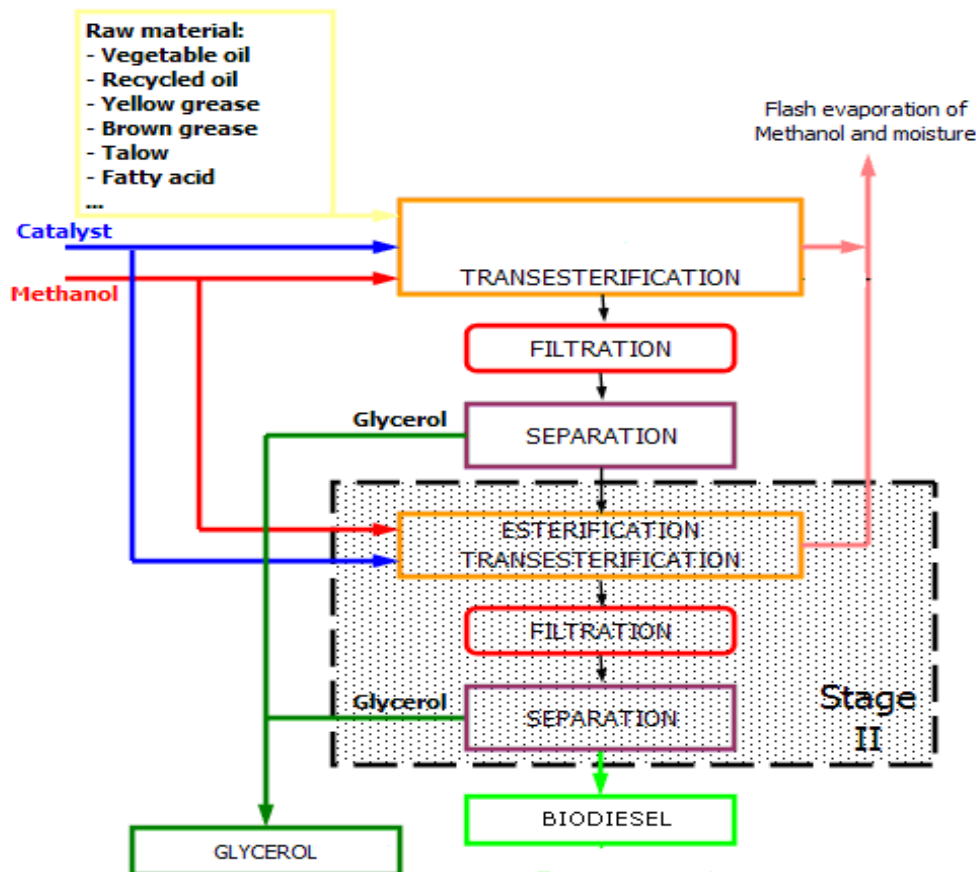 Raw material:
- Vegetable oil
- Recycled oil
- Yellow grease
- Brown grease
- Talow
- Fatty acid
...
Flash evaporation of
Methanol and moisture
Catalyst
Methanol
TRANSESTERIFICATION
FILTRATION
Glycerol
SEPARATION
ESTERIFICATION
TRANSESTERIFICATION
FILTRATION
Glycerol
SEPARATION
Stage
II
BIODIESEL
GLYCEROL